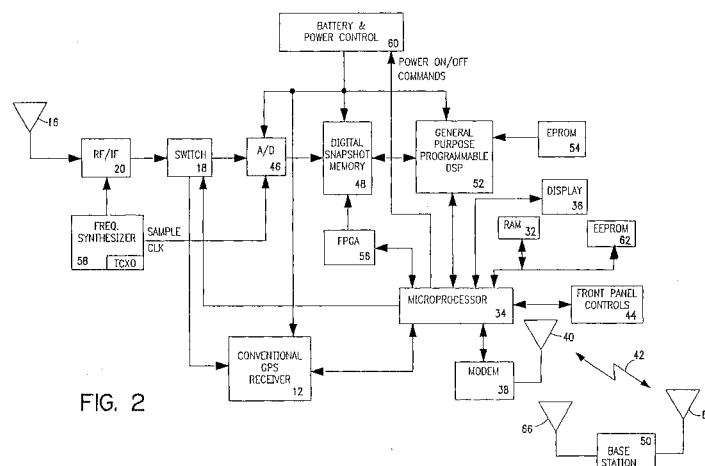 BATTERY &
POWER CONTROL
60
POWER ON/OFF
COMMANDS
16
RF/IF
20
SWITCH
18
A/D
46
DIGITAL
SNAPSHOT
MEMORY
48
GENERAL
PURPOSE
PROGRAMMABLE
DSP
52
EPROM
54
DISPLAY
36
FREQ.
SYNTHESIZER
58
TCXO
SAMPLE
CLK
FPGA
56
RAM
32
EEPROM
62
MICROPROCESSOR
34
FRONT PANEL
CONTROLS
44
CONVENTIONAL
GPS
RECEIVER
12
MODEM
38
40
42
FIG. 2
66
BASE
STATION
50